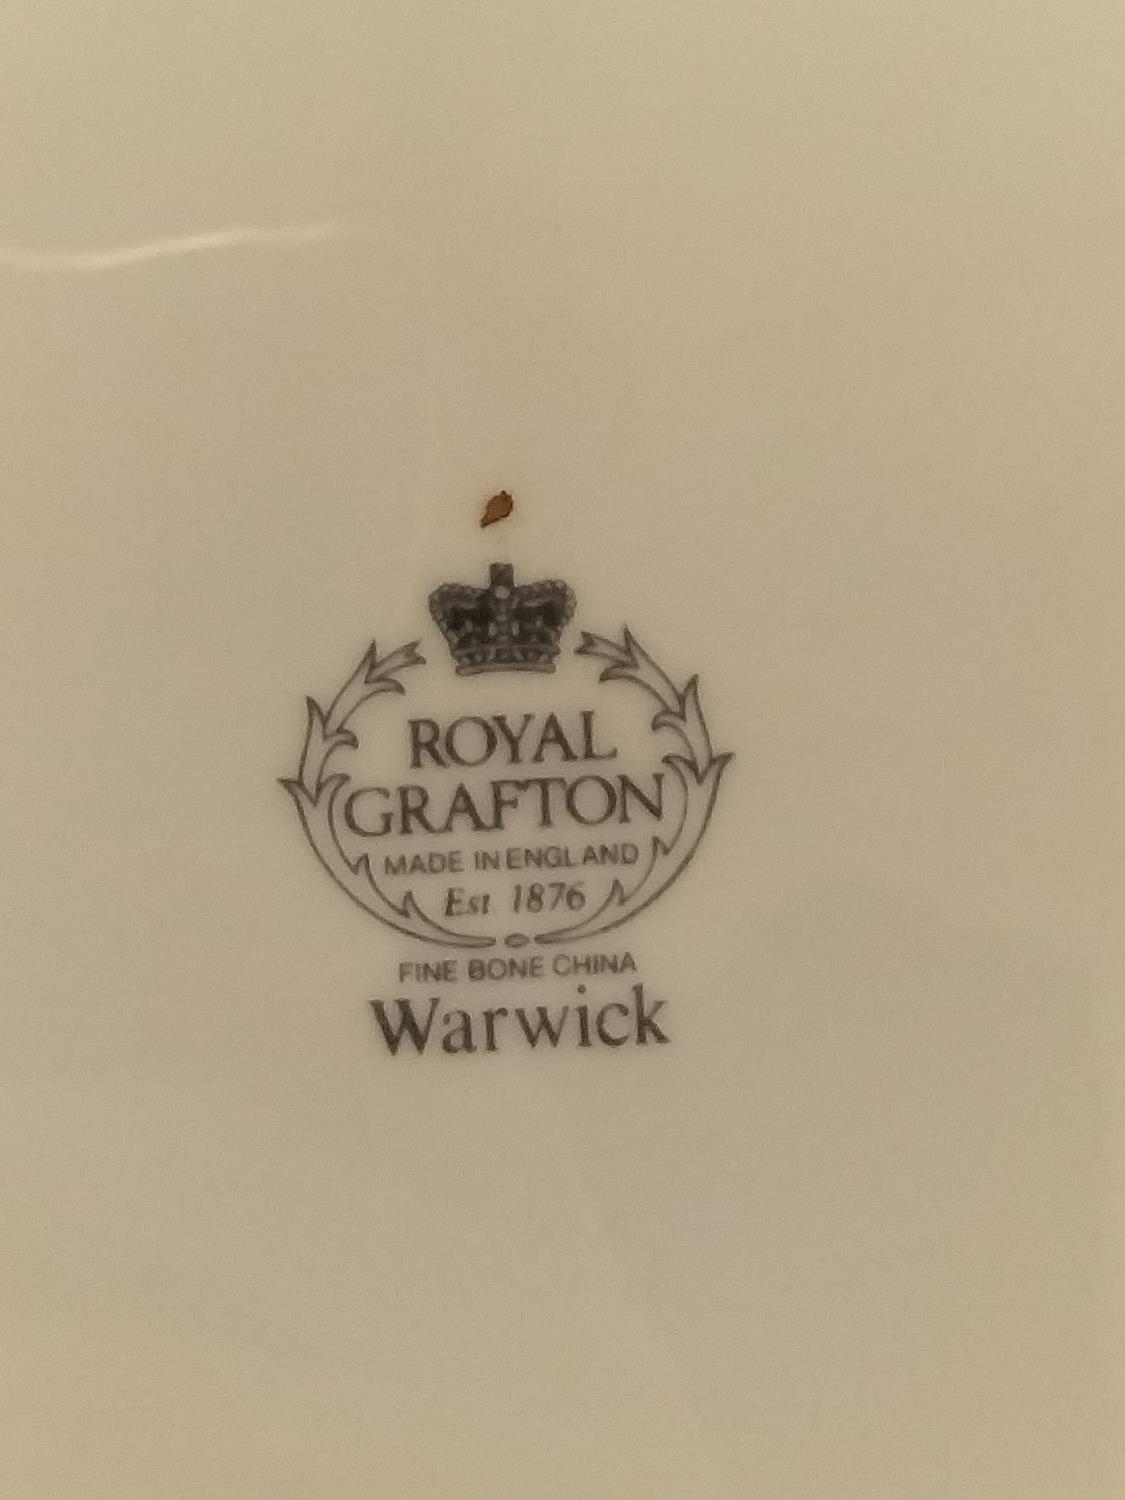 ROYAL
GRAFTON
MADE IN ENGLAND
Est 1876
FINE BONE CHINA
Warwick